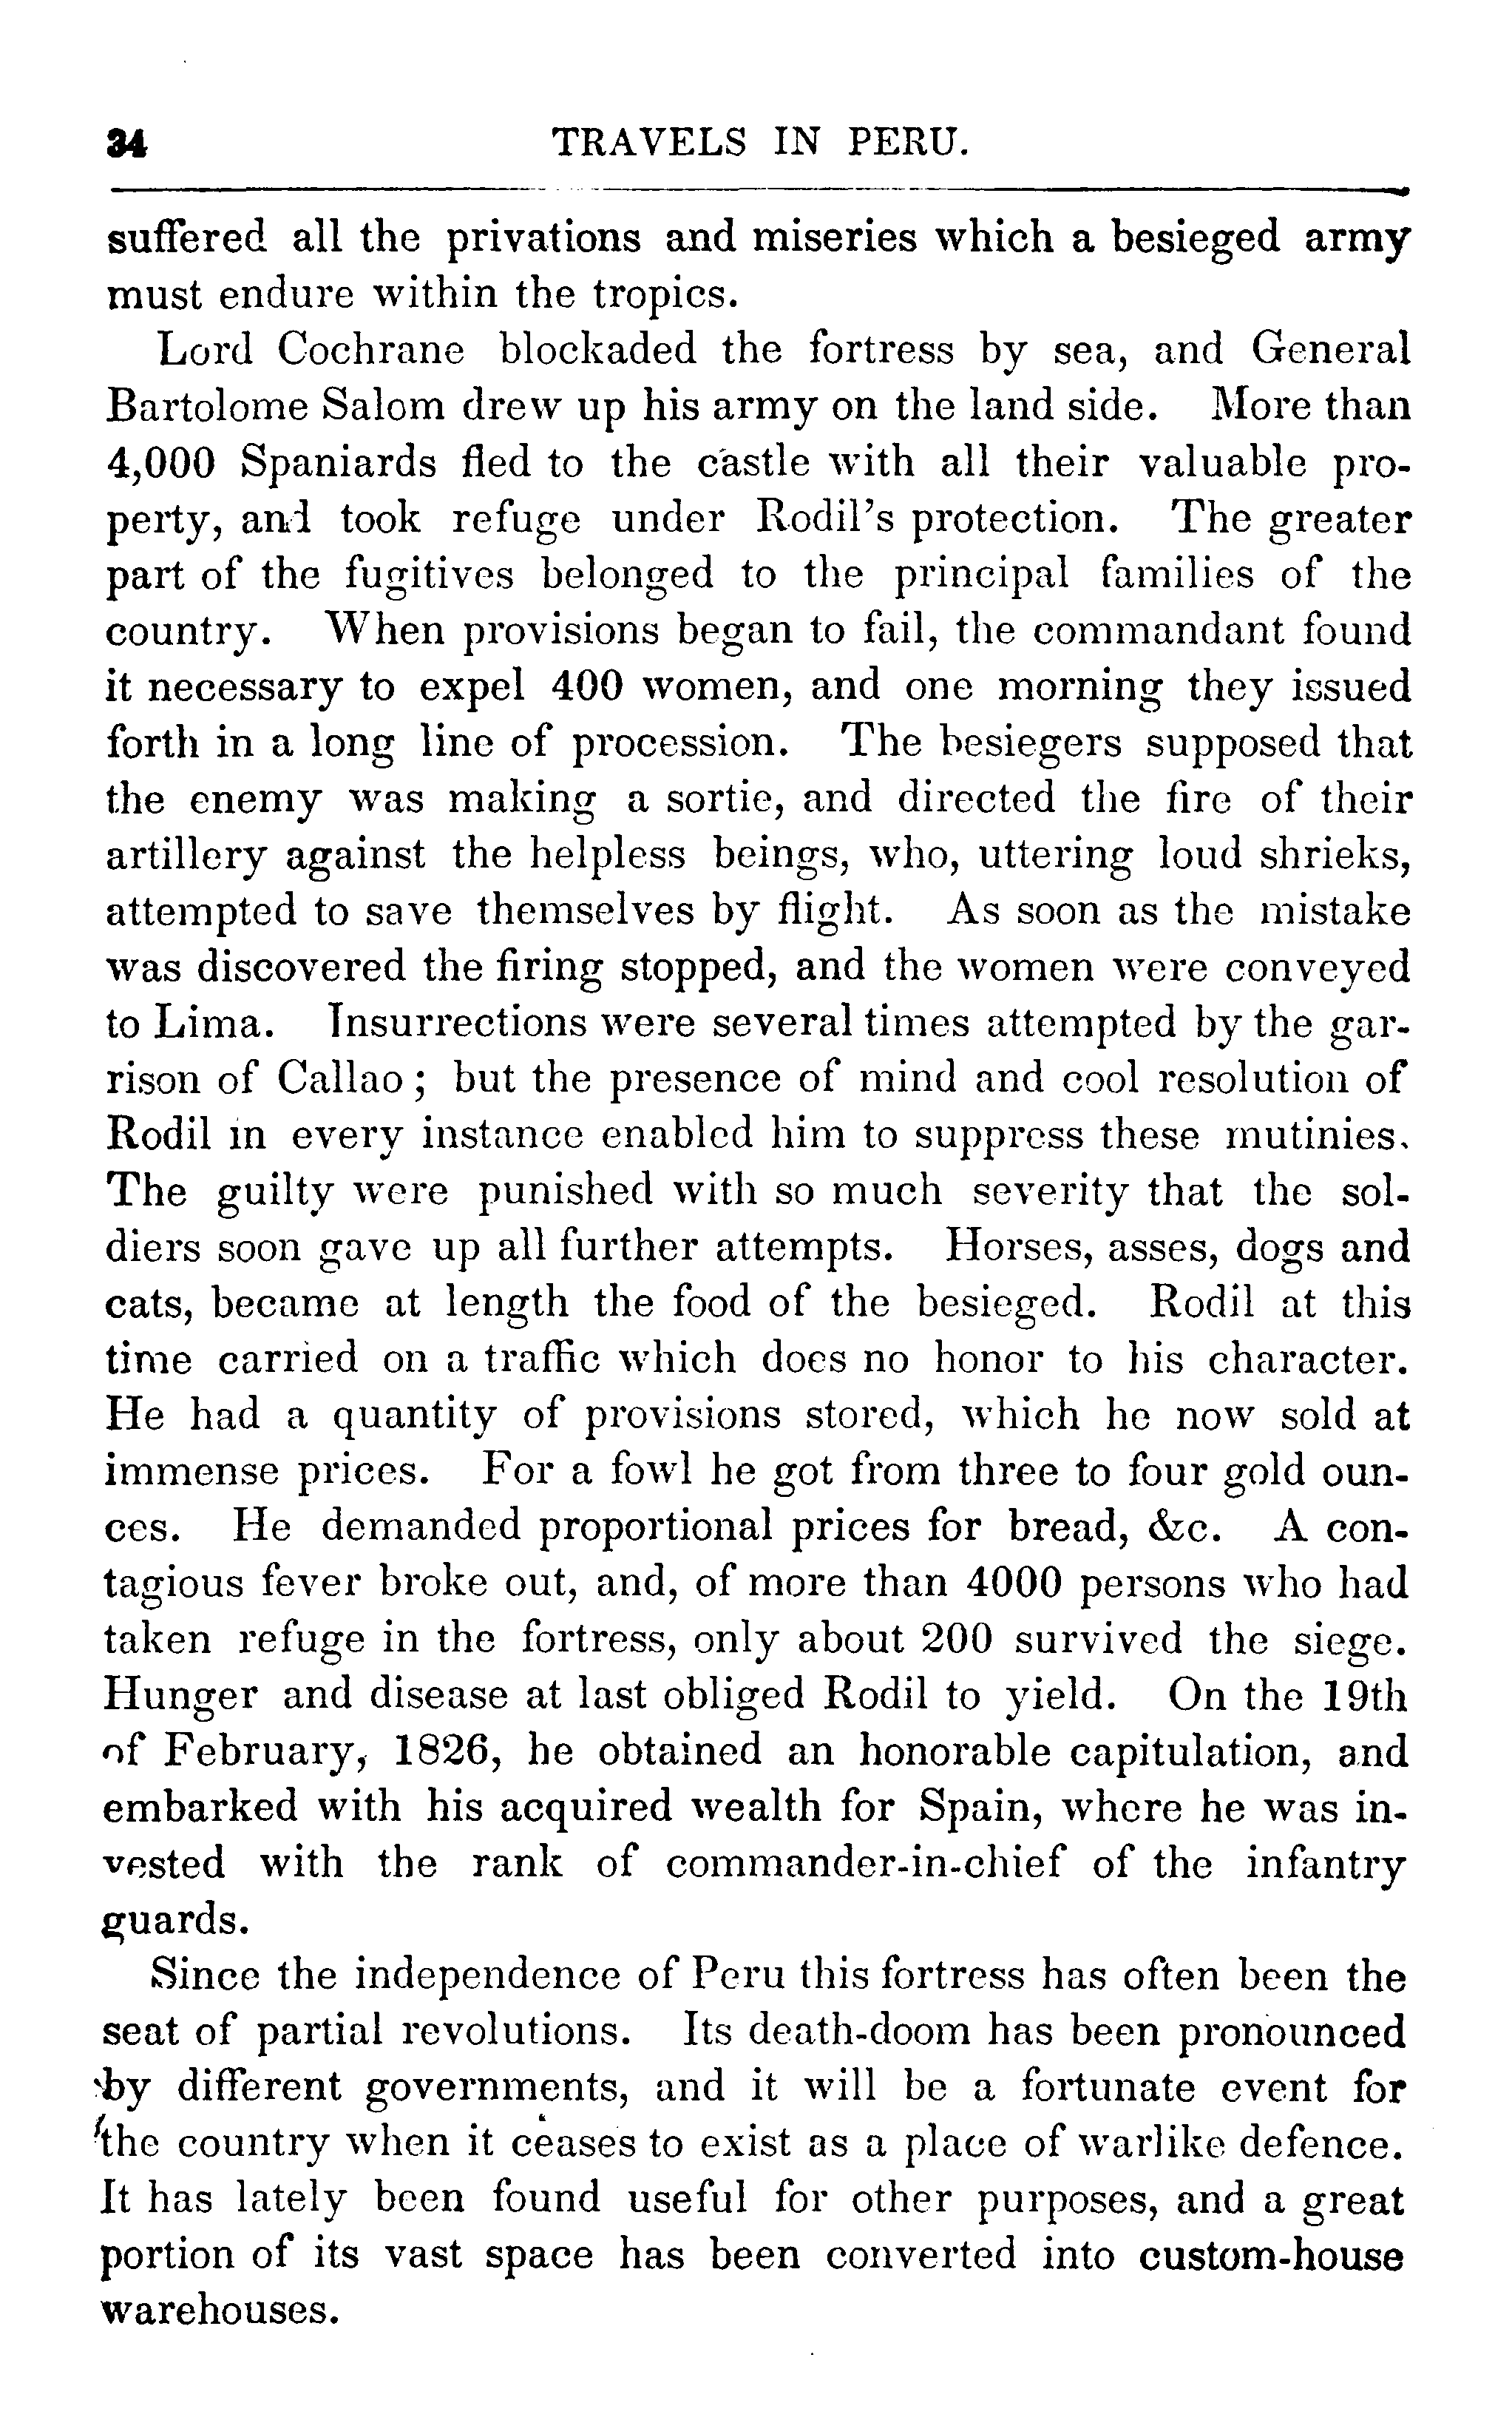 34 TRAVELS IN PERU.
suffered all the privations and miseries which a besieged army
must endure within the tropics.
Lord Cochrane blockaded the fortress by sea, and General
Bartolome Salom drew up his army on the land side. More than
4,000 Spaniards fled to the castle with all their valuable pro-
perty, and took refuge under Rodil's protection. The greater
part of the fugitives belonged to the principal families of the
country. When provisions began to fail, the commandant found
it necessary to expel 400 women, and one morning they issued
forth in a long line of procession. The besiegers supposed that
the enemy was making a sortie, and directed the fire of their
artillery against the helpless beings, who, uttering loud shrieks,
attempted to save themselves by flight. As soon as the mistake
was discovered the firing stopped, and the women were conveyed
to Lima. Insurrections were several times attempted by the gar-
rison of Callao; but the presence of mind and cool resolution of
Rodil in every instance enabled him to suppress these mutinies.
The guilty were punished with so much severity that the sol-
diers soon gave up all further attempts. Horses, asses, dogs and
cats, became at length the food of the besieged. Rodil at this
time carried on a traffic which does no honor to his character.
He had a quantity of provisions stored, which he now sold at
immense prices. For a fowl he got from three to four gold oun-
ces. He demanded proportional prices for bread, &c. A con-
tagious fever broke out, and, of more than 4000 persons who had
taken refuge in the fortress, only about 200 survived the siege.
Hunger and disease at last obliged Rodil to yield. On the 19th
of February, 1826, he obtained an honorable capitulation, and
embarked with his acquired wealth for Spain, where he was in-
vested with the rank of commander-in-chief of the infantry
guards.
Since the independence of Peru this fortress has often been the
seat of partial revolutions. Its death-doom has been pronounced
by different governments, and it will be a fortunate event for
the country when it ceases to exist as a place of warlike defence.
It has lately been found useful for other purposes, and a great
portion of its vast space has been converted into custom-house
warehouses.